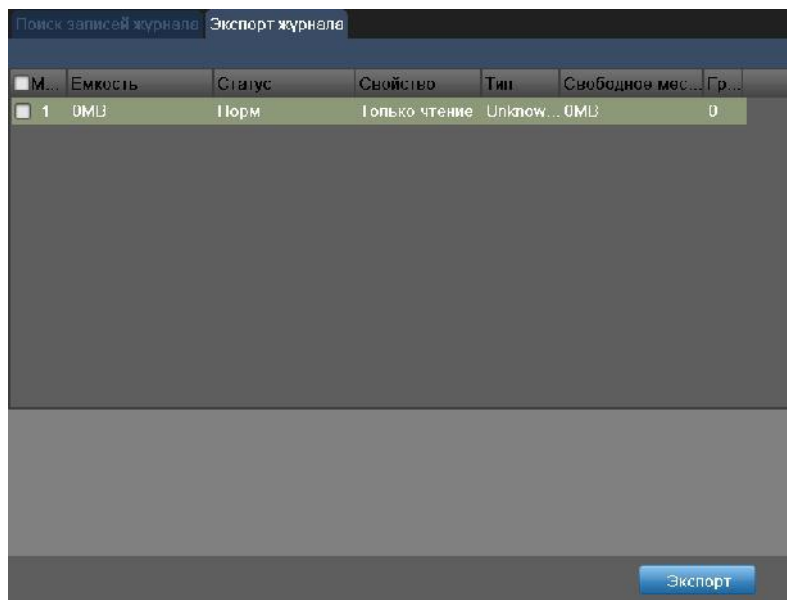 Поиск записей журнала Экспорт журнала
М... Емкость Статус Свойство Тип Свободное мес... Гр...
1 0MB Норм Только чтение Unknow... 0MB 0
Экспорт